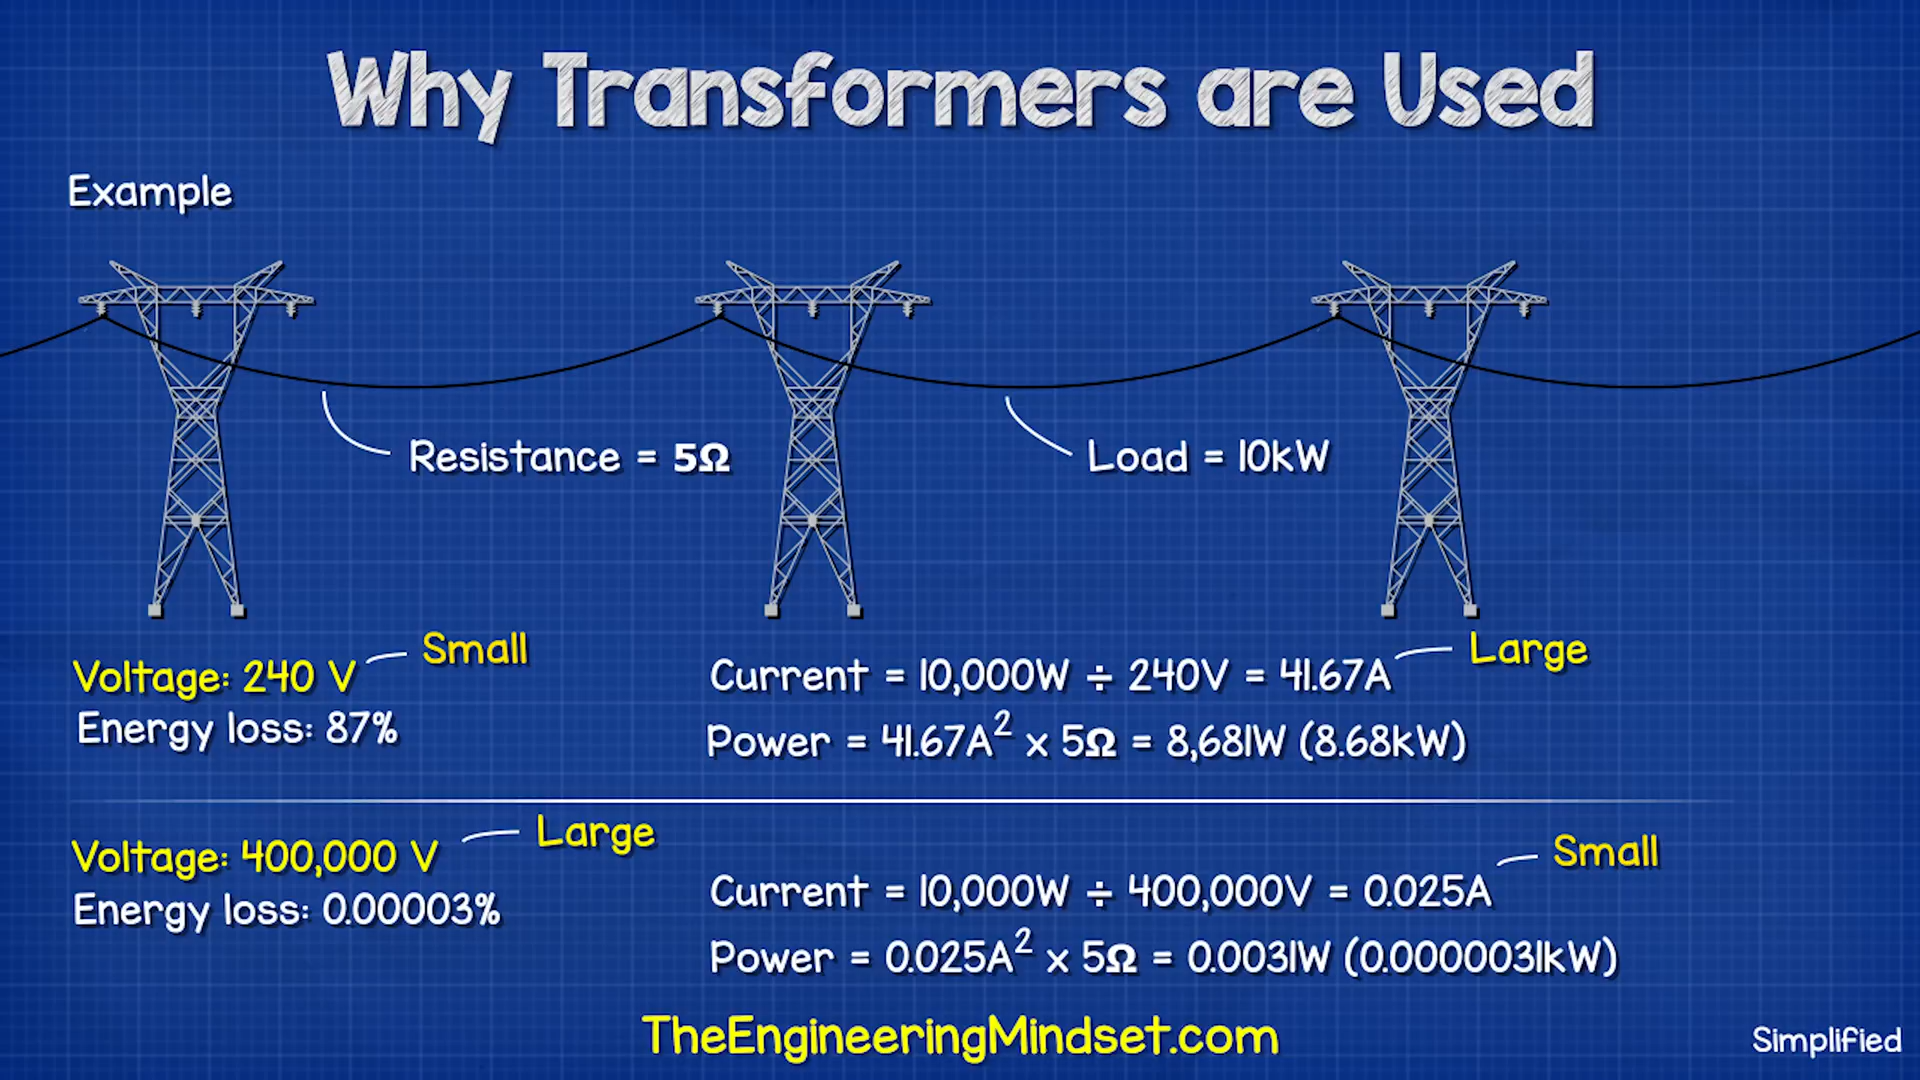 Why Transformers are Used
Example
Resistance = 5Ω
Load = 10kW
Small
Voltage: 240 V
Energy loss: 87%
Large
Current = 10,000W ÷ 240V = 41.67A
Power = 41.67A² x 5Ω = 8,681W (8.68kW)
Large
Voltage: 400,000 V
Energy loss: 0.00003%
Small
Current = 10,000W ÷ 400,000V = 0.025A
Power = 0.025A² x 5Ω = 0.0031W (0.0000031kW)
TheEngineeringMindset.com
Simplified